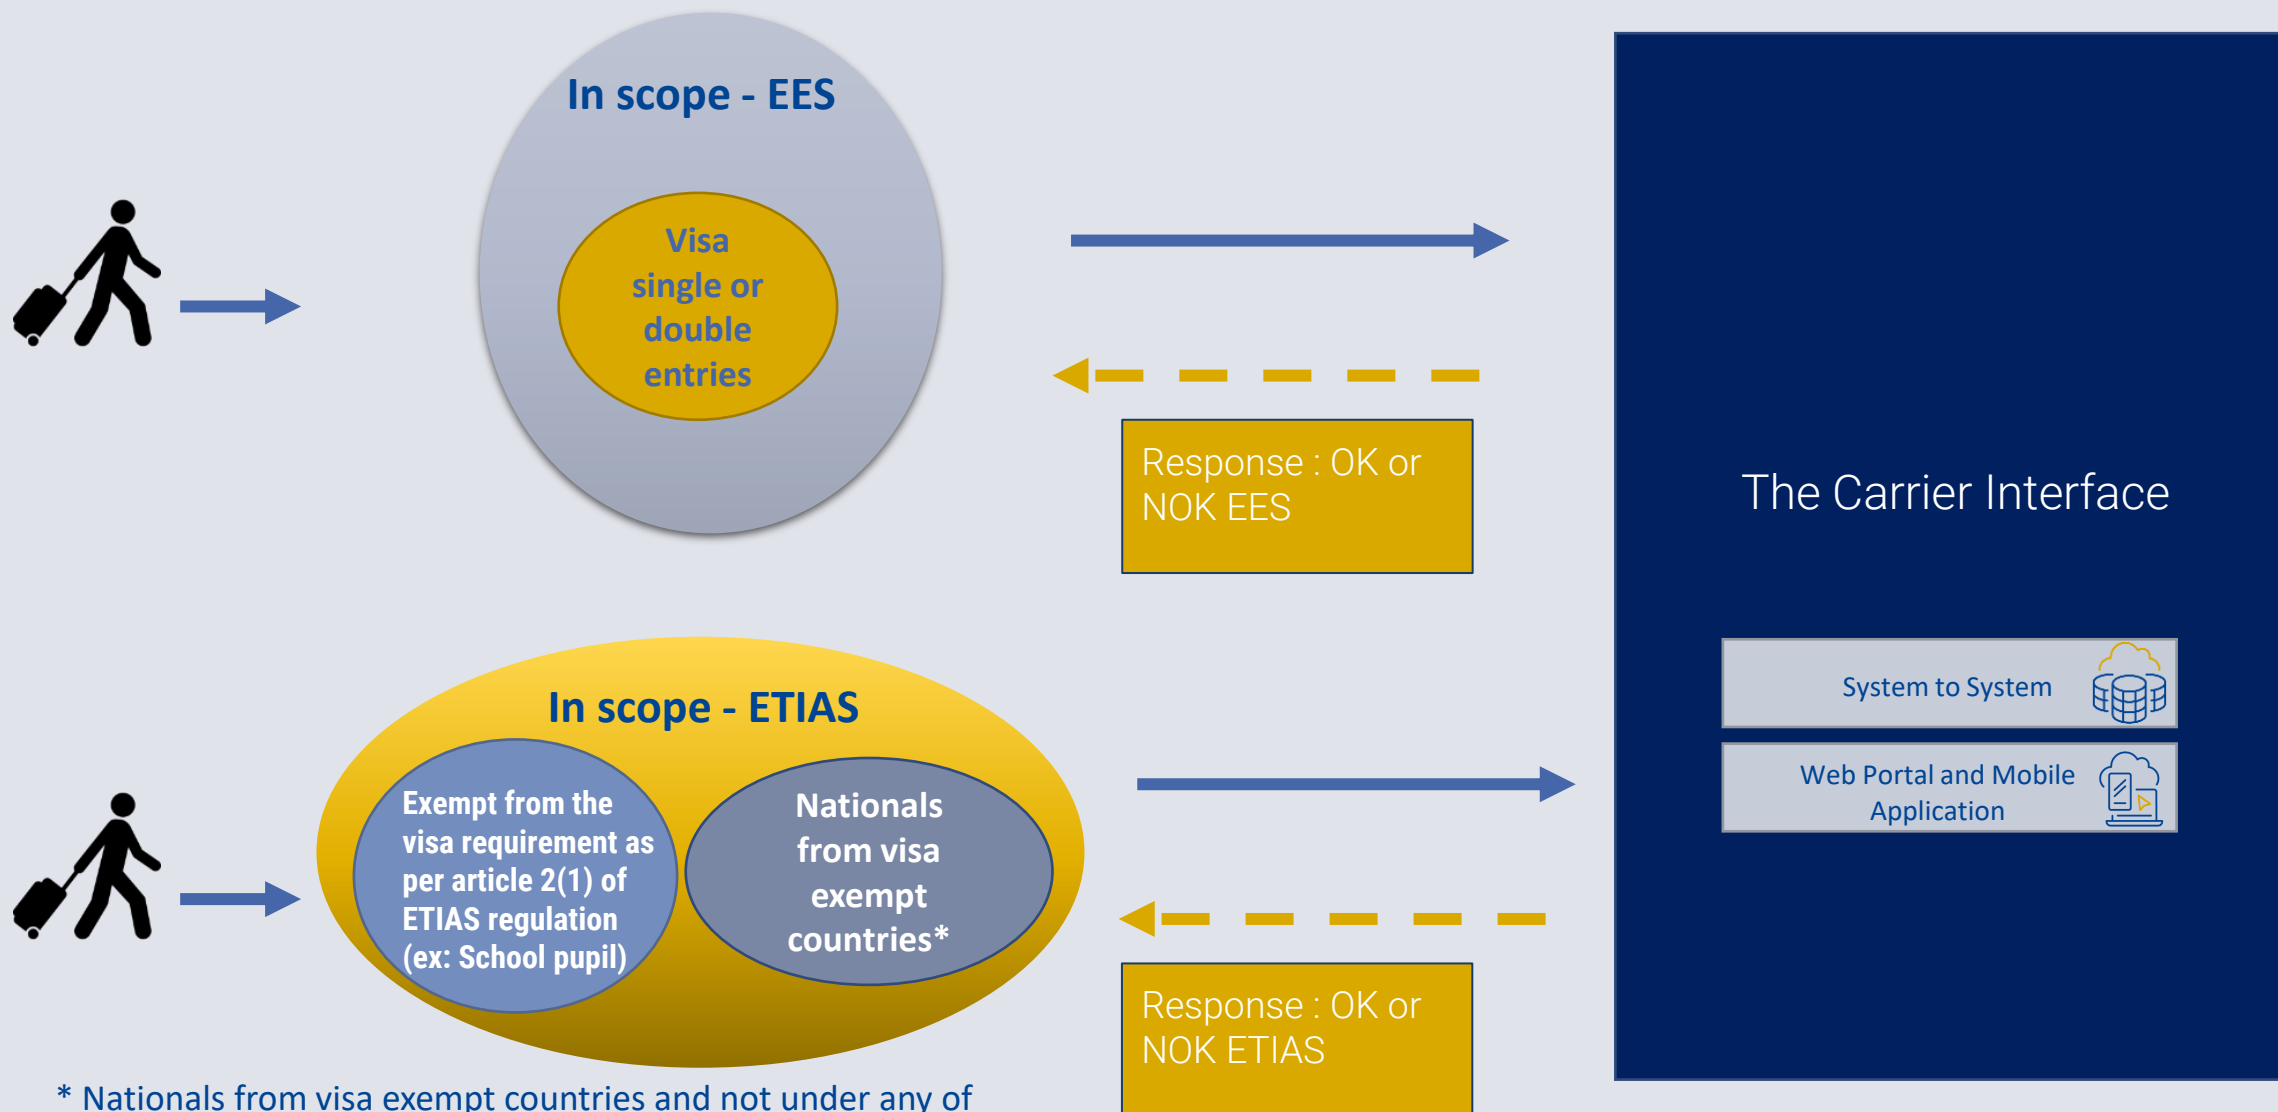 In scope - EES
Visa
single or
double
entries
Response : OK or
NOK EES
The Carrier Interface
System to System
Web Portal and Mobile
Application
In scope - ETIAS
Exempt from the
visa requirement as
per article 2(1) of
ETIAS regulation
(ex: School pupil)
Nationals
from visa
exempt
countries*
Response : OK or
NOK ETIAS
* Nationals from visa exempt countries and not under any of